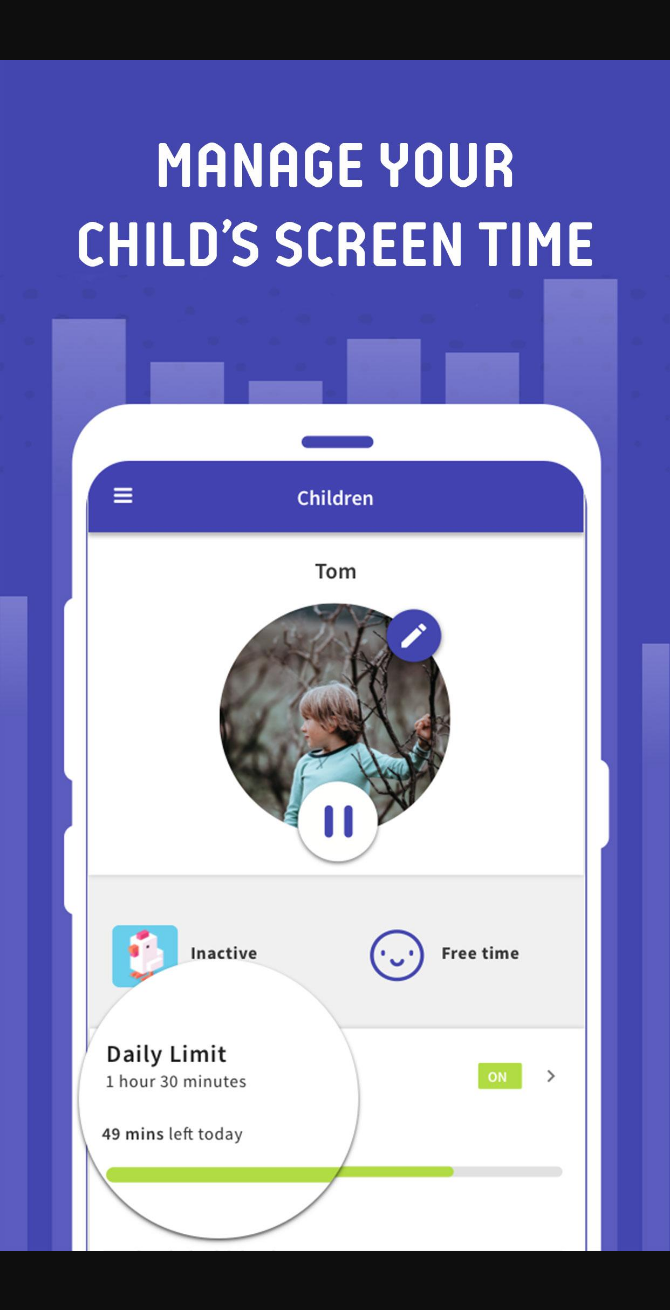 MANAGE YOUR
CHILD'S SCREEN TIME
Children
Tom
Inactive
Free time
Daily Limit
1 hour 30 minutes
ON
49 mins left today